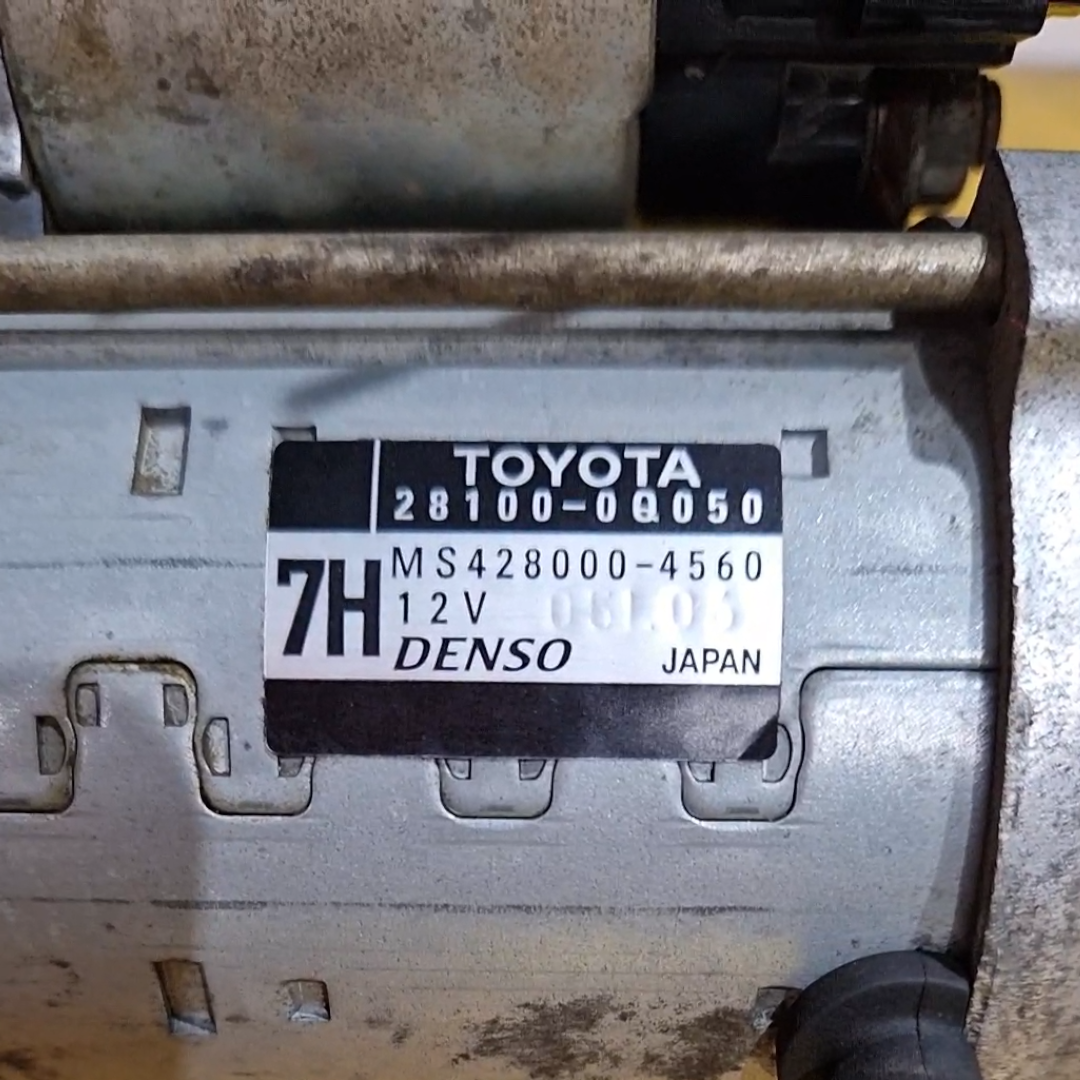 TOYOTA
28100-0Q050
7H
MS428000-4560
12V
DENSO
JAPAN